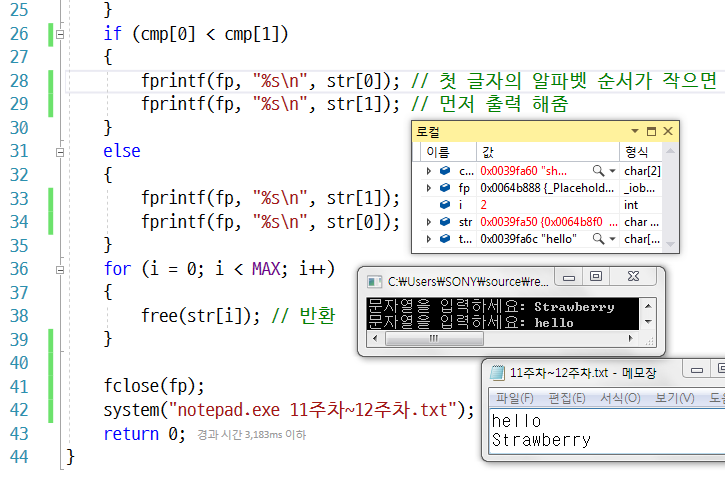 25 }
26 if (cmp[0] < cmp[1])
27 {
28 fprintf(fp, "%s\n", str[0]); // 첫 글자의 알파벳 순서가 작으면
29 fprintf(fp, "%s\n", str[1]); // 먼저 출력 해줌
30 }
31 else
32 {
33 fprintf(fp, "%s\n", str[1]);
34 fprintf(fp, "%s\n", str[0]);
35 }
36 for (i = 0; i < MAX; i++)
37 {
38 free(str[i]); // 반환
39 }
40
41 fclose(fp);
42 system("notepad.exe 11주차~12주차.txt");
43 return 0; 경과 시간 3,183ms 이하
44 }
로컬
이름 값 형식
c... 0x0039fa60 "sh... char[2]
fp 0x0064b888 {_Placehold... _iob...
i 2 int
str 0x0039fa50 {0x0064b8f0 ... char ...
t... 0x0039fa6c "hello" char[...
C:₩Users₩SONY₩source₩re...
문자열을 입력하세요: Strawberry
문자열을 입력하세요: hello
11주차~12주차.txt - 메모장
파일(F) 편집(E) 서식(O) 보기(V) 도움
hello
Strawberry